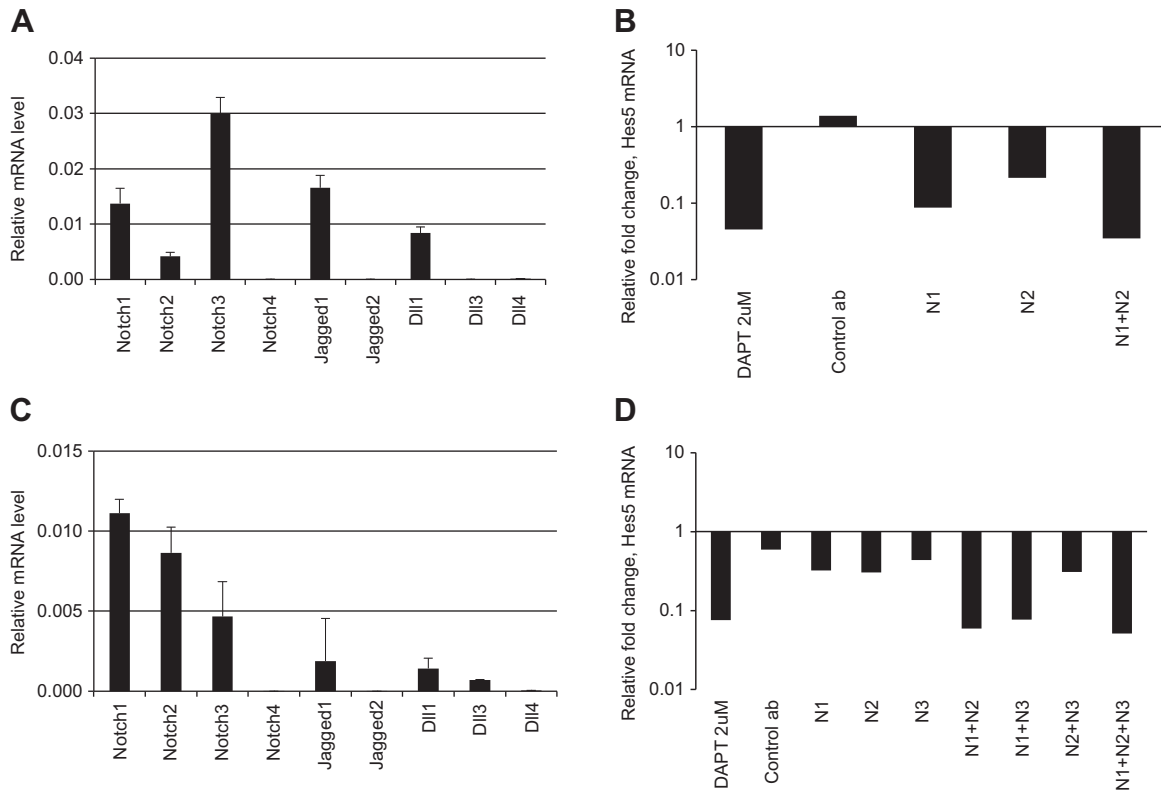 A
Relative mRNA level
0.04
0.03
0.02
0.01
0.00
Notch1
Notch2
Notch3
Notch4
Jagged1
Jagged2
Dll1
Dll3
Dll4
B
Relative fold change, Hes5 mRNA
10
1
0.1
0.01
DAPT 2uM
Control ab
N1
N2
N1+N2
C
Relative mRNA level
0.015
0.010
0.005
0.000
Notch1
Notch2
Notch3
Notch4
Jagged1
Jagged2
Dll1
Dll3
Dll4
D
Relative fold change, Hes5 mRNA
10
1
0.1
0.01
DAPT 2uM
Control ab
N1
N2
N3
N1+N2
N1+N3
N2+N3
N1+N2+N3